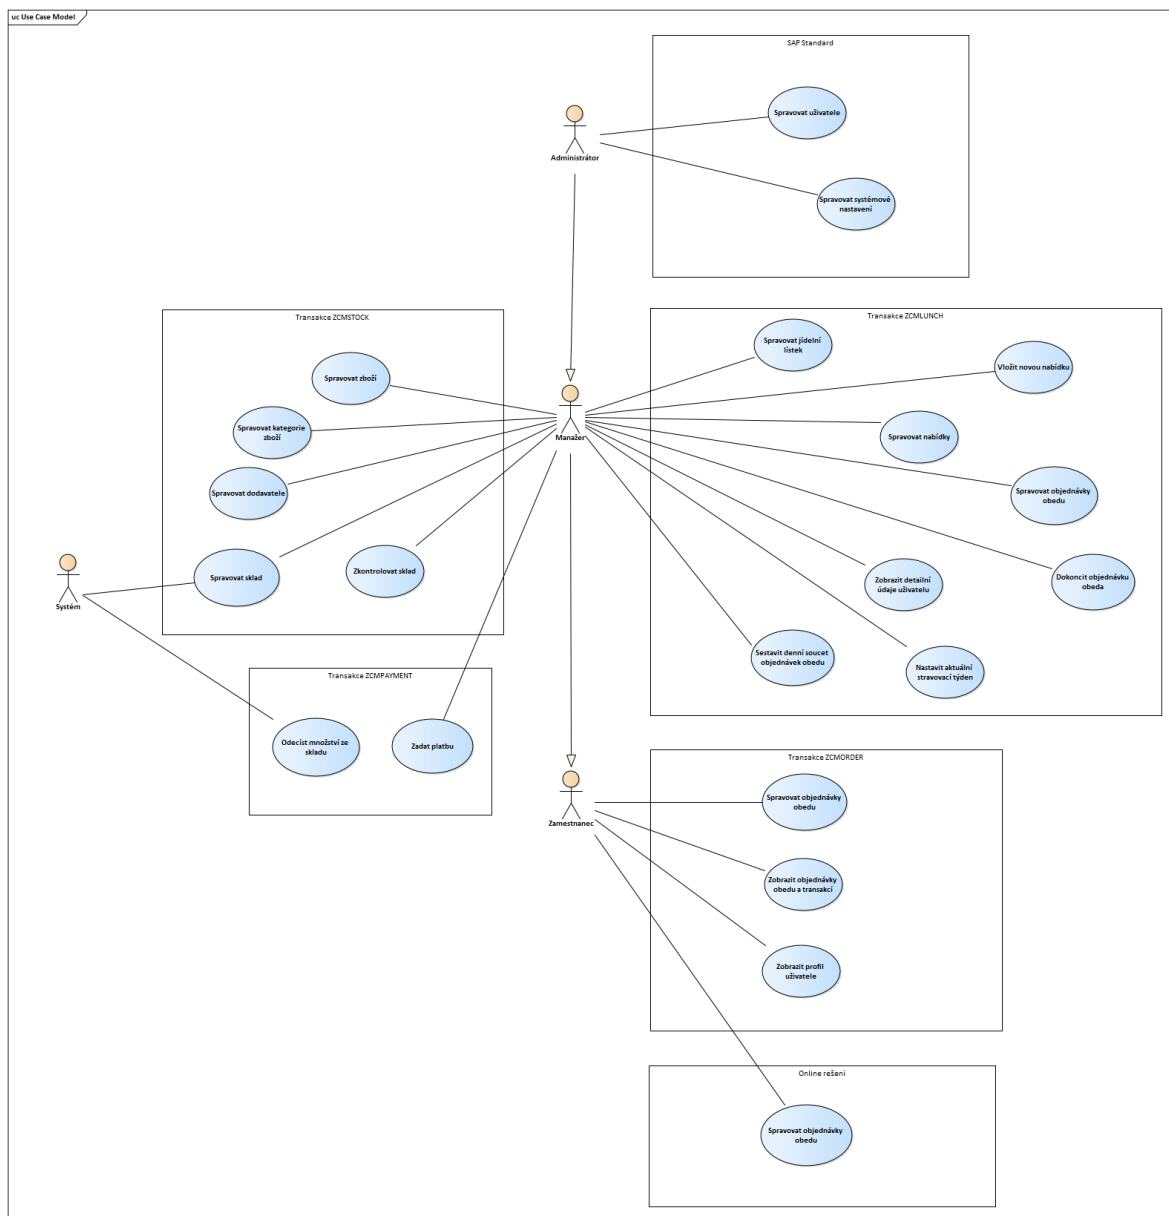 uc Use Case Model
SAP Standard
Spravovat uživatele
Administrátor
Spravovat systémové
nastavení
Transakce ZCMSTOCK
Spravovat zboží
Spravovat kategorie
zboží
Spravovat dodavatele
Spravovat sklad
Zkontrolovat sklad
Systém
Manažer
Transakce ZCMLUNCH
Spravovat jídelní
lístek
Vložit novou nabídku
Spravovat nabídky
Spravovat objednávky
obedu
Dokoncit objednávku
obeda
Zobrazit detailní
údaje uživatelu
Sestavit denní soucet
objednávek obedu
Nastavit aktuální
stravovací týden
Transakce ZCMPAYMENT
Odecíst množství ze
skladu
Zadat platbu
Zamestnanec
Transakce ZCMORDER
Spravovat objednávky
obedu
Zobrazit objednávky
obedu a transakcí
Zobrazit profil
uživatele
Online rešení
Spravovat objednávky
obedu